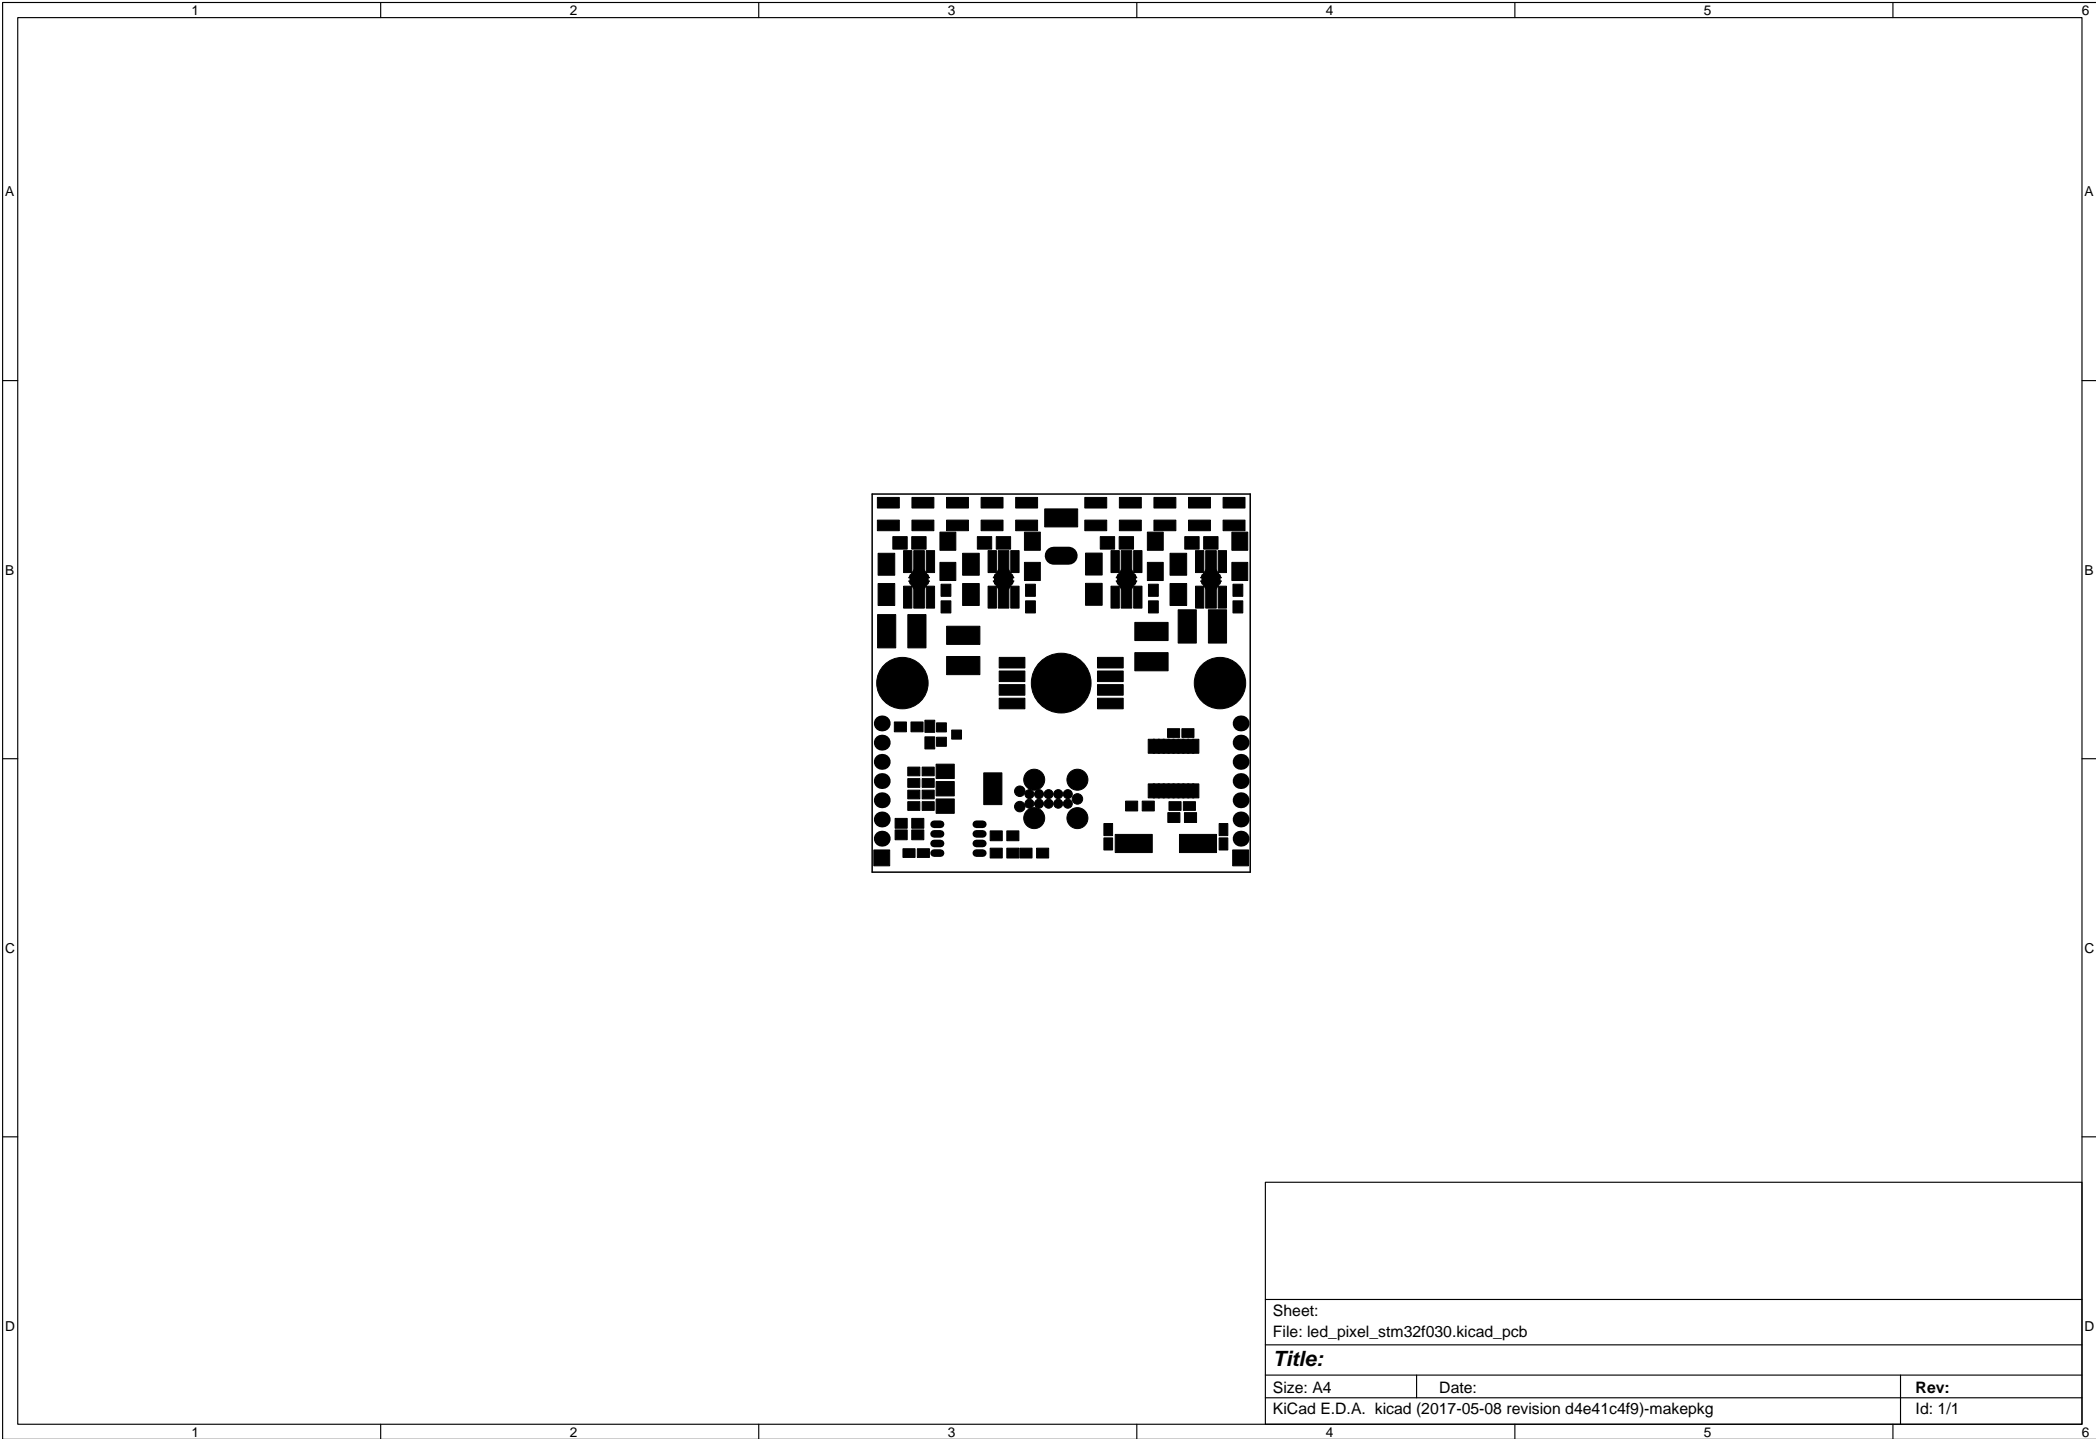 1 2 3 4 5 6
A A
B B
C C
D D
Sheet:
File: led_pixel_stm32f030.kicad_pcb
Title:
Size: A4 Date: Rev:
KiCad E.D.A. kicad (2017-05-08 revision d4e41c4f9)-makepkg Id: 1/1
1 2 3 4 5 6